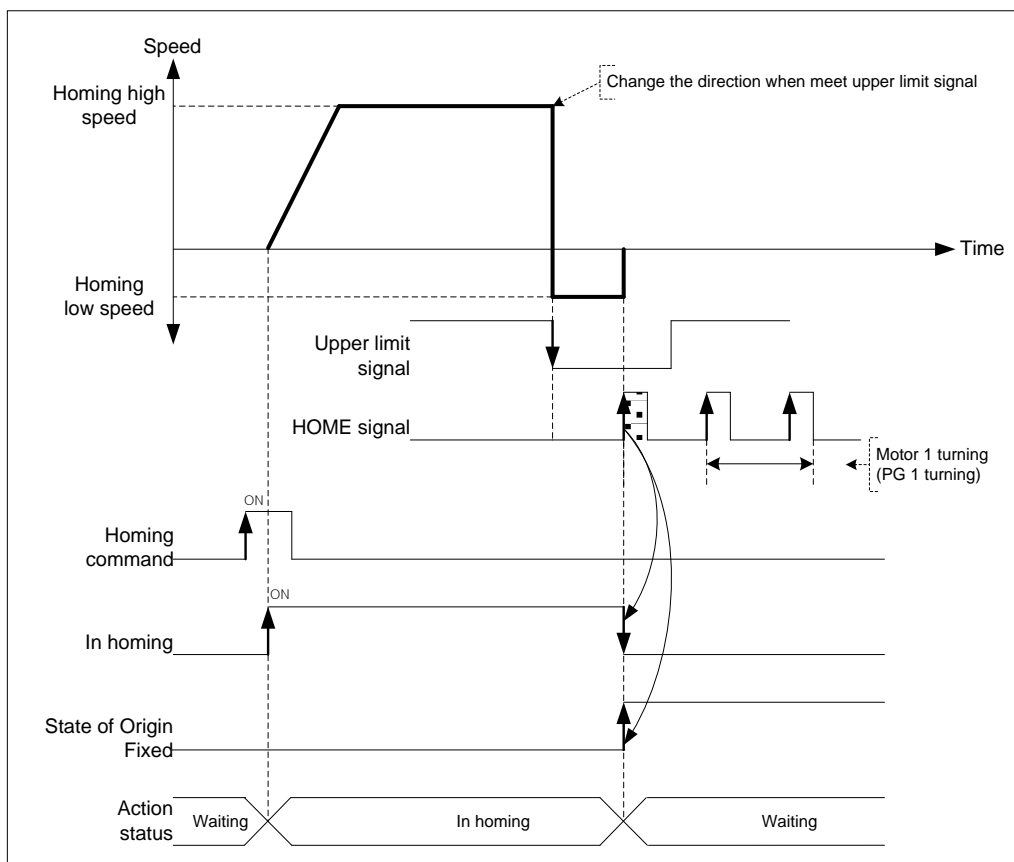 Speed
Homing high
speed
Change the direction when meet upper limit signal
Time
Homing
low speed
Upper limit
signal
HOME signal
Motor 1 turning
(PG 1 turning)
ON
Homing
command
ON
In homing
State of Origin
Fixed
Action
status
Waiting
In homing
Waiting